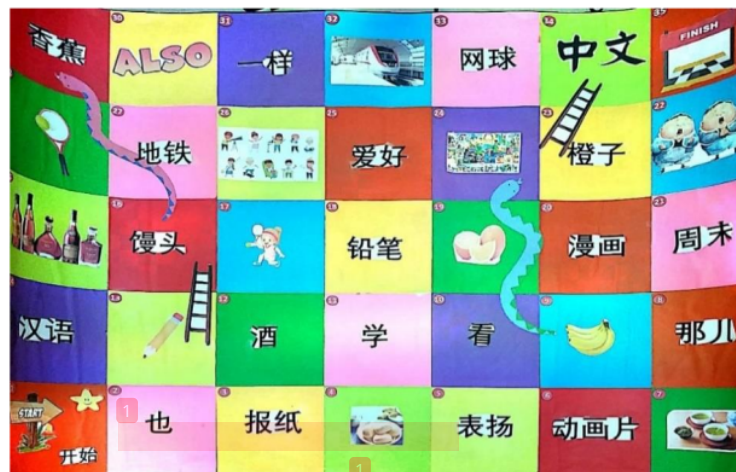 香蕉
ALSO
一样
网球
中文
FINISH
地铁
爱好
橙子
馒头
铅笔
漫画
周末
汉语
酒
学
看
那儿
START
开始
也
报纸
表扬
动画片